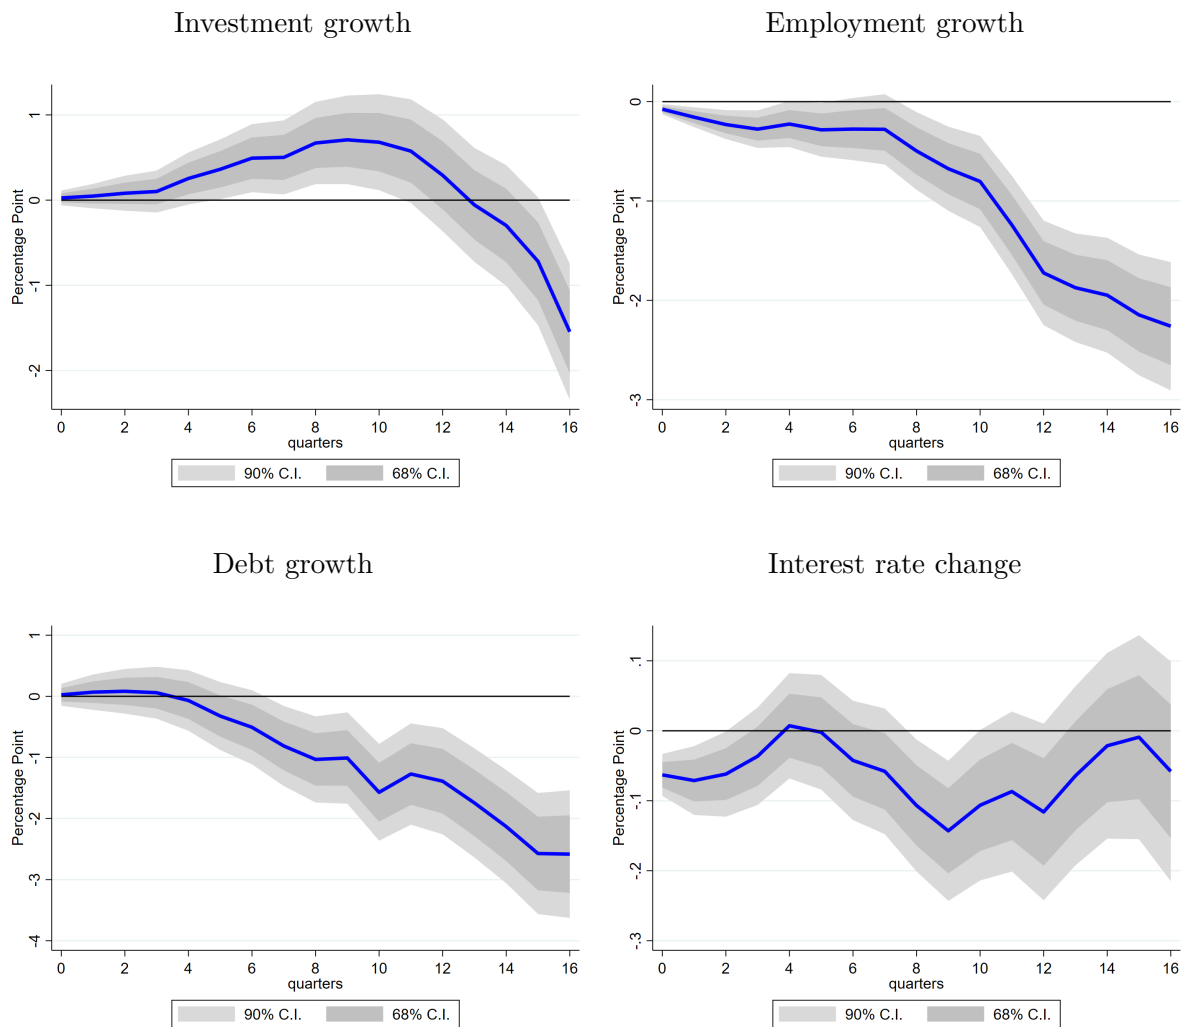 Investment growth
Percentage Point
1
0
-1
-2
0 2 4 6 8 10 12 14 16
quarters
90% C.I. 68% C.I.
Employment growth
Percentage Point
0
-1
-2
-3
0 2 4 6 8 10 12 14 16
quarters
90% C.I. 68% C.I.
Debt growth
Percentage Point
1
0
-1
-2
-3
-4
0 2 4 6 8 10 12 14 16
quarters
90% C.I. 68% C.I.
Interest rate change
Percentage Point
.1
0
-.1
-.2
-.3
0 2 4 6 8 10 12 14 16
quarters
90% C.I. 68% C.I.